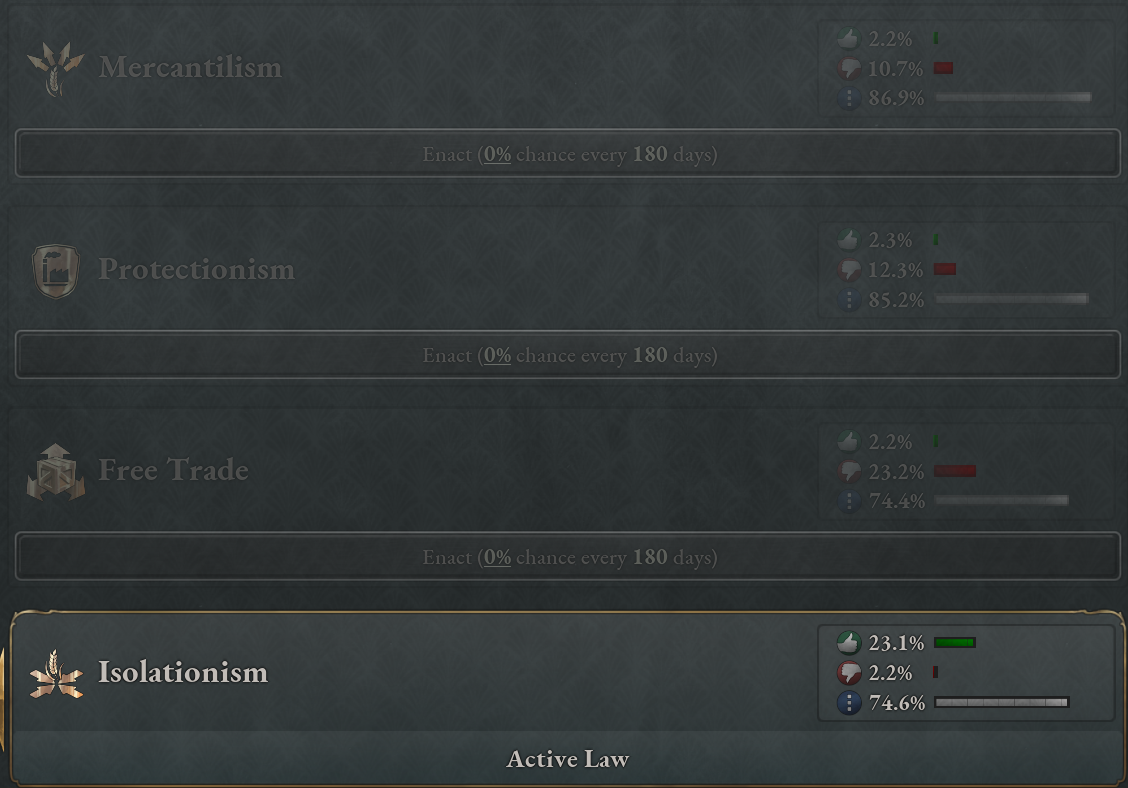 Mercantilism
2.2%
10.7%
86.9%
Enact (0% chance every 180 days)
Protectionism
2.3%
12.3%
85.2%
Enact (0% chance every 180 days)
Free Trade
2.2%
23.2%
74.4%
Enact (0% chance every 180 days)
Isolationism
23.1%
2.2%
74.6%
Active Law